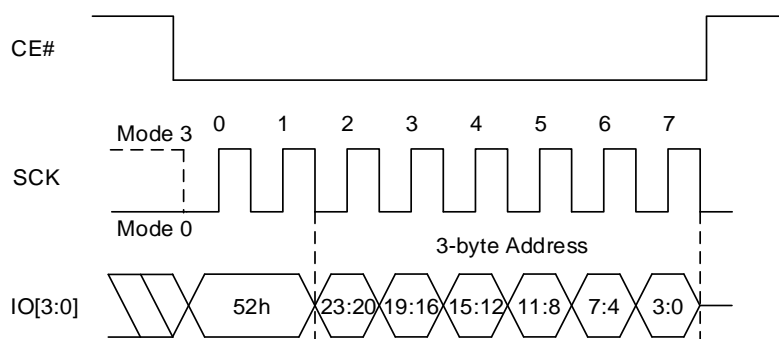 CE#
Mode 3 0 1 2 3 4 5 6 7
SCK
Mode 0
3-byte Address
IO[3:0] 52h 23:20 19:16 15:12 11:8 7:4 3:0